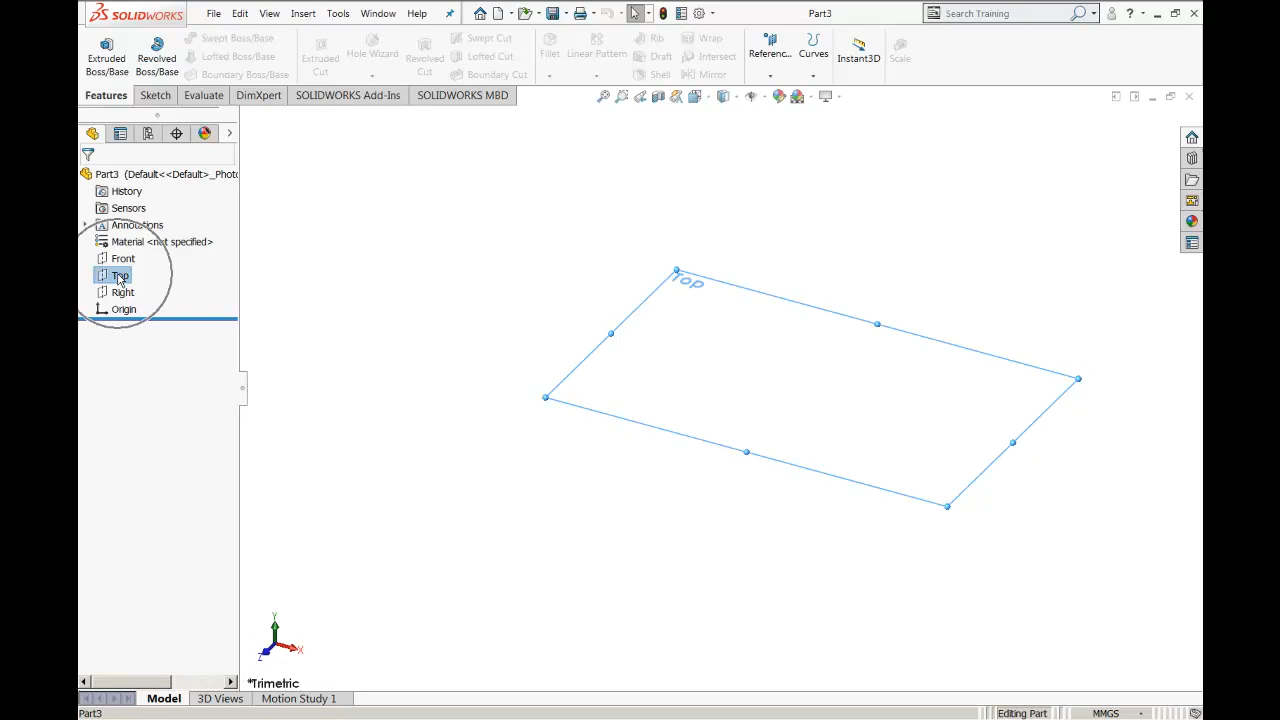 SOLIDWORKS File Edit View Insert Tools Window Help Part3 Search Training ?
Extruded Boss/Base
Revolved Boss/Base
Swept Boss/Base
Lofted Boss/Base
Boundary Boss/Base
Extruded Cut
Hole Wizard
Revolved Cut
Swept Cut
Lofted Cut
Boundary Cut
Fillet
Linear Pattern
Rib
Draft
Shell
Wrap
Intersect
Mirror
Referenc...
Curves
Instant3D
Scale
Features Sketch Evaluate DimXpert SOLIDWORKS Add-Ins SOLIDWORKS MBD
Part3 (Default<<Default>_Photo
History
Sensors
Annotations
Material <not specified>
Front
Top
Right
Origin
Top
Y
X
Z
*Trimetric
Model 3D Views Motion Study 1
Part3 Editing Part MMGS